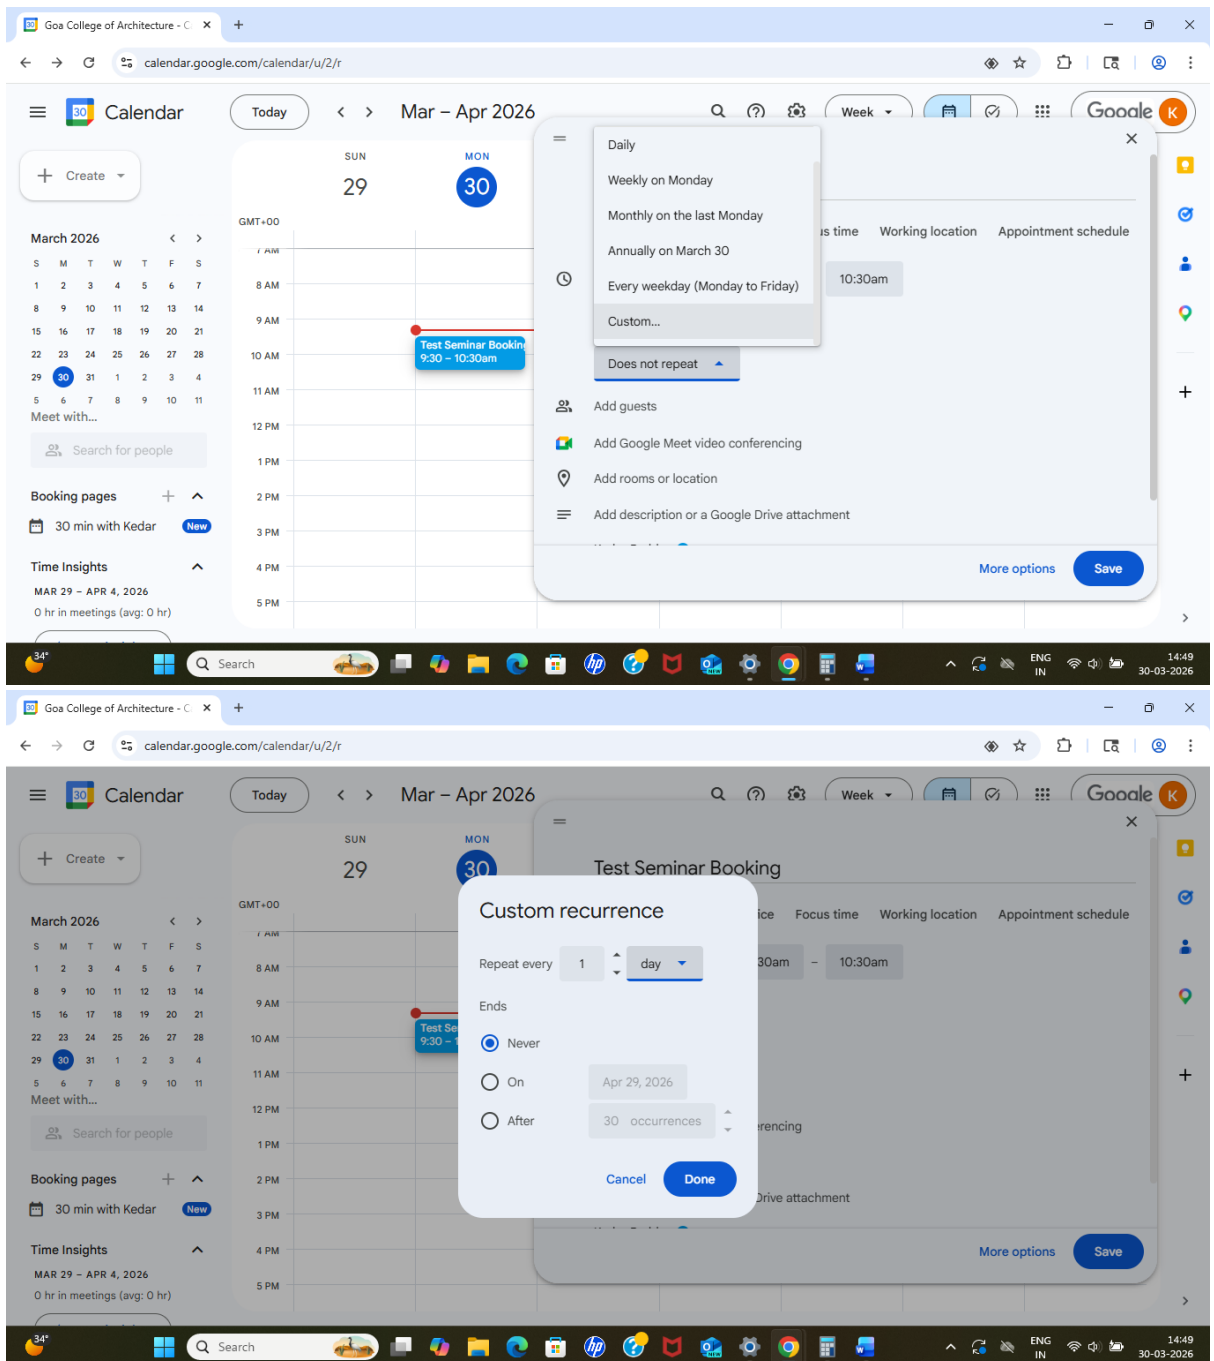 Goa College of Architecture - C
calendar.google.com/calendar/u/2/r
Calendar
Today
Mar – Apr 2026
Week
Google
K
Create
SUN
29
MON
30
GMT+00
March 2026
S M T W T F S
1 2 3 4 5 6 7
8 9 10 11 12 13 14
15 16 17 18 19 20 21
22 23 24 25 26 27 28
29 30 31 1 2 3 4
5 6 7 8 9 10 11
Meet with...
Search for people
Booking pages
30 min with Kedar New
Time Insights
MAR 29 – APR 4, 2026
0 hr in meetings (avg: 0 hr)
7 AM
8 AM
9 AM
10 AM
11 AM
12 PM
1 PM
2 PM
3 PM
4 PM
5 PM
Test Seminar Booking
9:30 – 10:30am
Daily
Weekly on Monday
Monthly on the last Monday
Annually on March 30
Every weekday (Monday to Friday)
Custom...
Does not repeat
us time Working location Appointment schedule
10:30am
Add guests
Add Google Meet video conferencing
Add rooms or location
Add description or a Google Drive attachment
More options Save
34°
Search
ENG
IN
14:49
30-03-2026
Goa College of Architecture - C
calendar.google.com/calendar/u/2/r
Calendar
Today
Mar – Apr 2026
Week
Google
K
Create
SUN
29
MON
30
GMT+00
March 2026
S M T W T F S
1 2 3 4 5 6 7
8 9 10 11 12 13 14
15 16 17 18 19 20 21
22 23 24 25 26 27 28
29 30 31 1 2 3 4
5 6 7 8 9 10 11
Meet with...
Search for people
Booking pages
30 min with Kedar New
Time Insights
MAR 29 – APR 4, 2026
0 hr in meetings (avg: 0 hr)
7 AM
8 AM
9 AM
10 AM
11 AM
12 PM
1 PM
2 PM
3 PM
4 PM
5 PM
Test Se
9:30 – 1
Test Seminar Booking
ice Focus time Working location Appointment schedule
30am – 10:30am
Custom recurrence
Repeat every 1 day
Ends
Never
On Apr 29, 2026
After 30 occurrences
Cancel Done
erencing
Drive attachment
More options Save
34°
Search
ENG
IN
14:49
30-03-2026